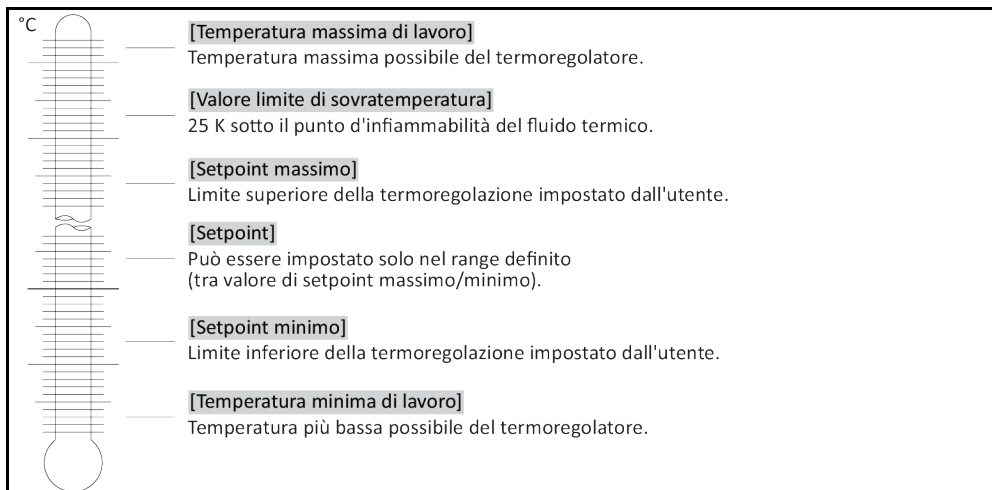 °C
[Temperatura massima di lavoro]
Temperatura massima possibile del termoregolatore.
[Valore limite di sovratemperatura]
25 K sotto il punto d'infiammabilità del fluido termico.
[Setpoint massimo]
Limite superiore della termoregolazione impostato dall'utente.
[Setpoint]
Può essere impostato solo nel range definito
(tra valore di setpoint massimo/minimo).
[Setpoint minimo]
Limite inferiore della termoregolazione impostato dall'utente.
[Temperatura minima di lavoro]
Temperatura più bassa possibile del termoregolatore.